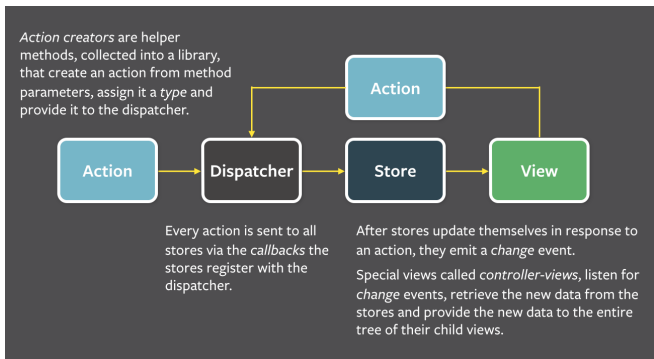 Action creators are helper
methods, collected into a library,
that create an action from method
parameters, assign it a type and
provide it to the dispatcher.
Action
Action
Dispatcher
Store
View
Every action is sent to all
stores via the callbacks the
stores register with the
dispatcher.
After stores update themselves in response to
an action, they emit a change event.
Special views called controller-views, listen for
change events, retrieve the new data from the
stores and provide the new data to the entire
tree of their child views.